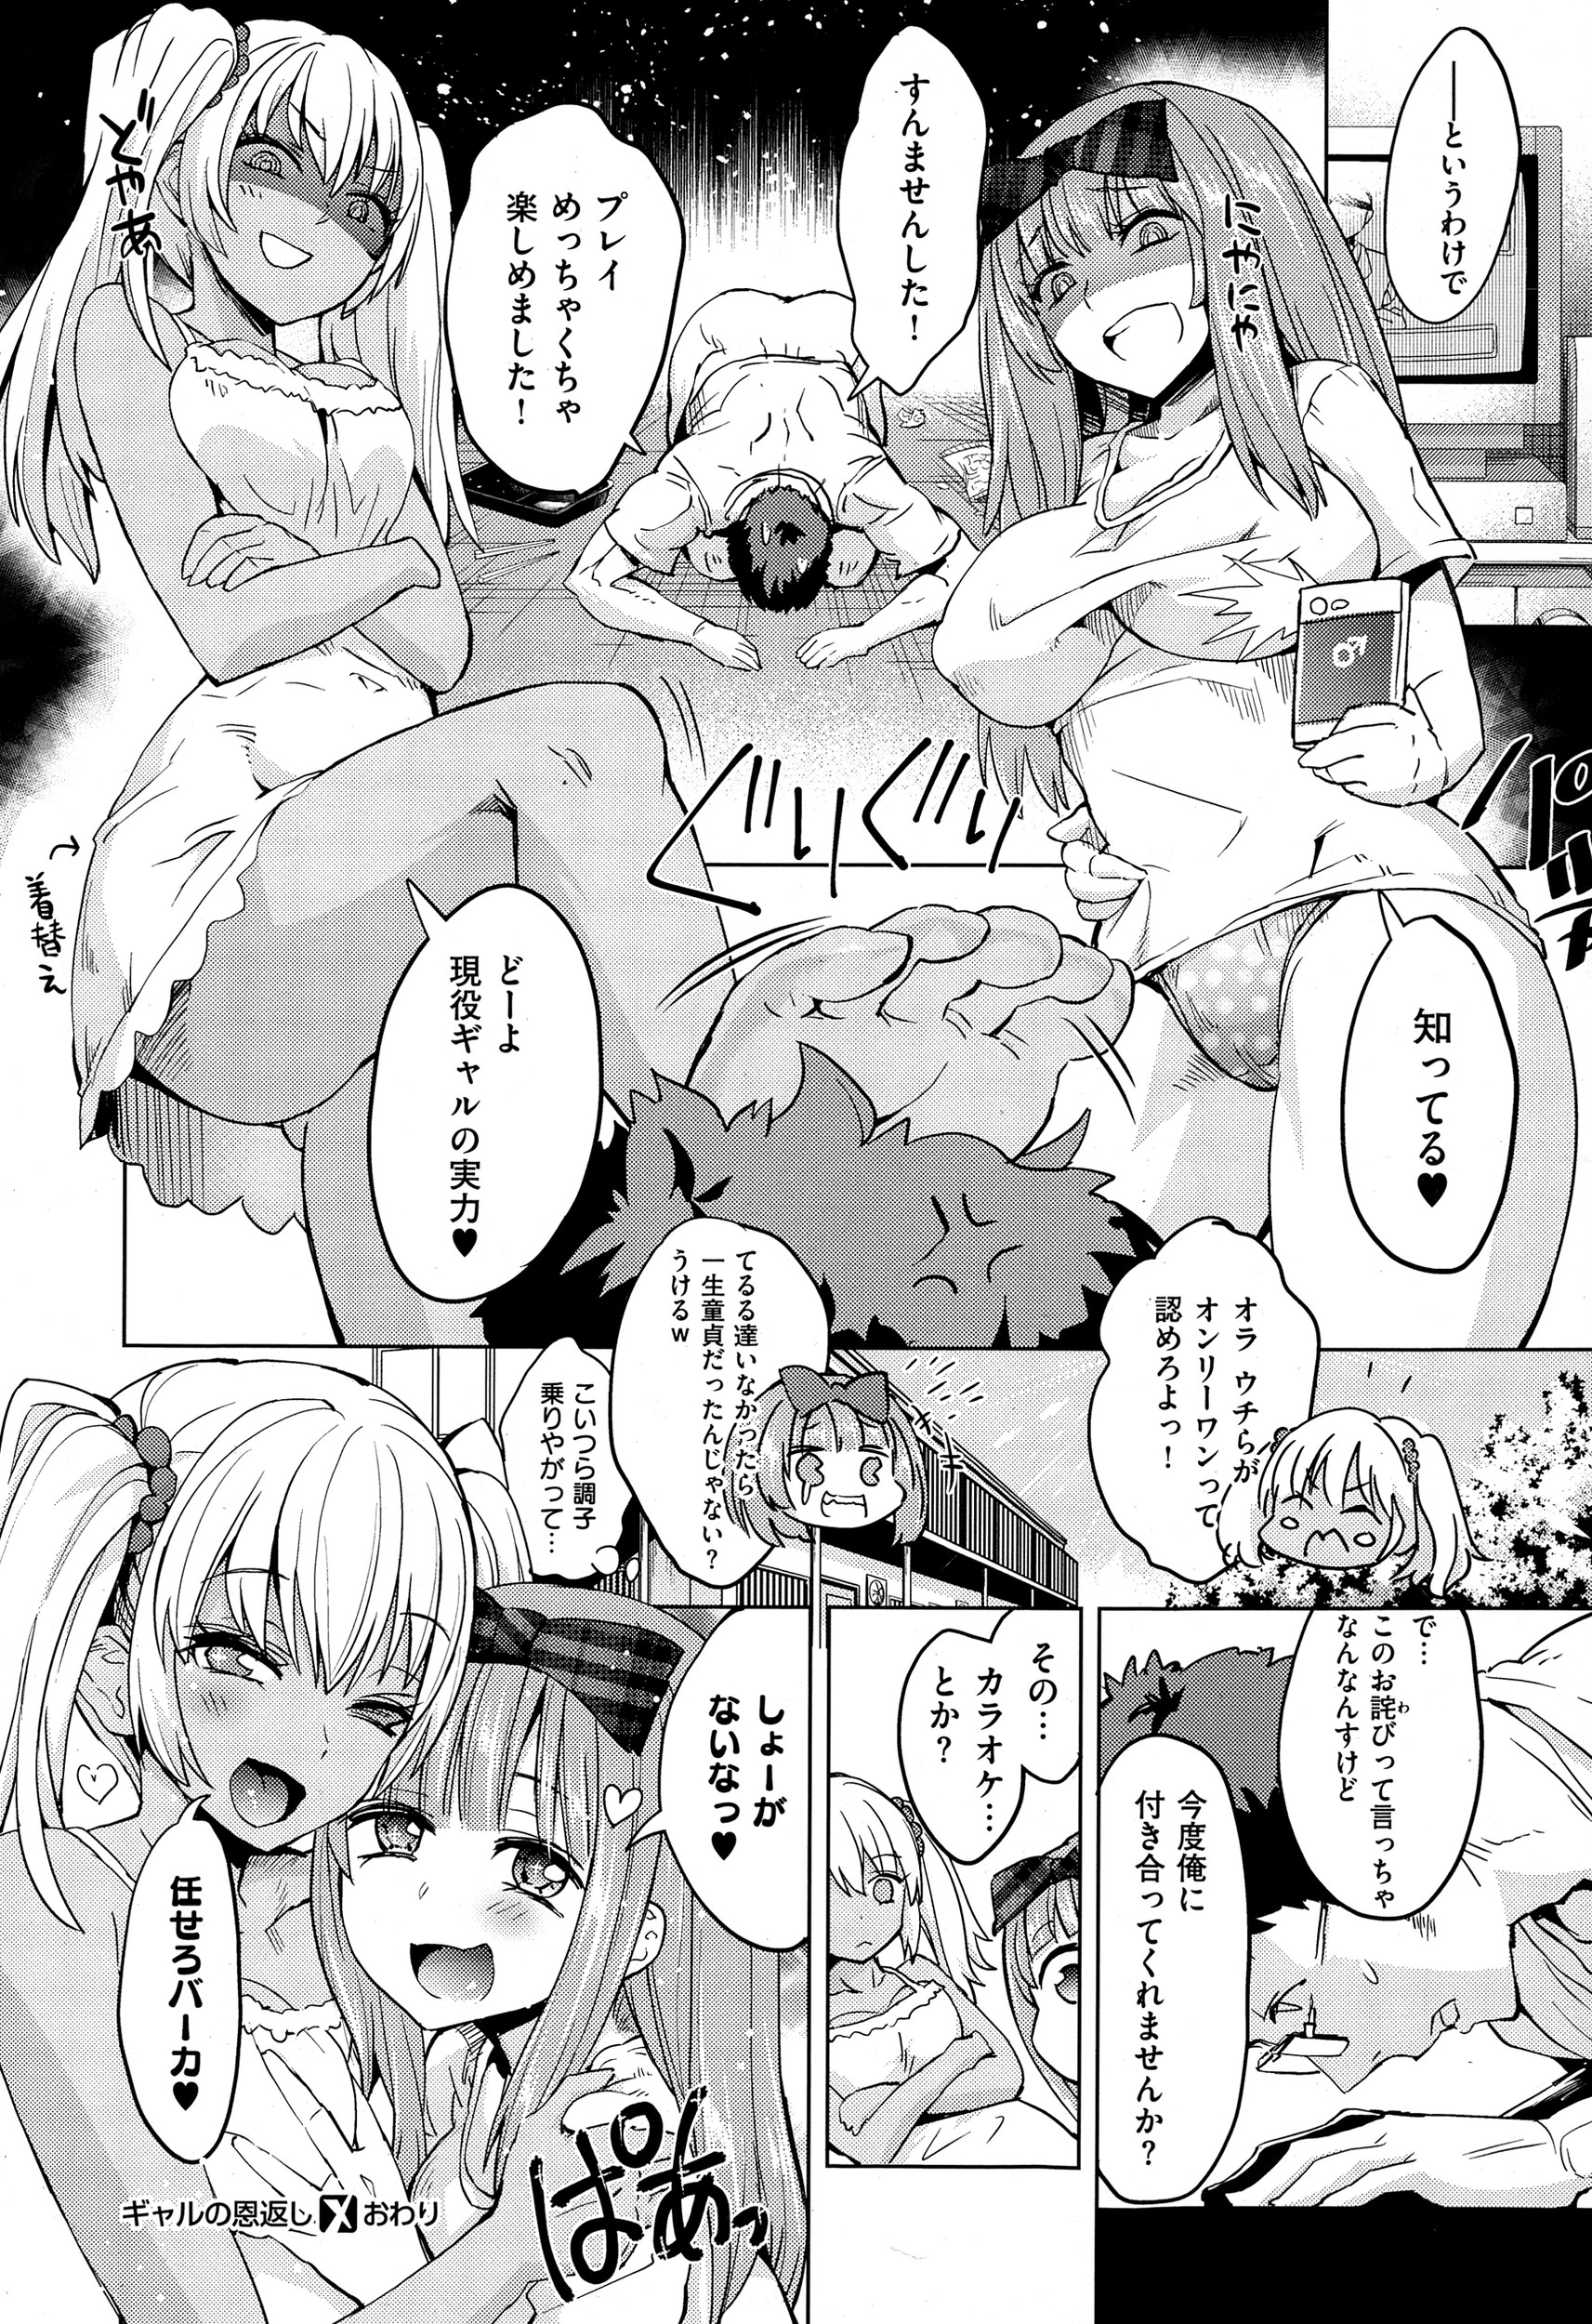 ──というわけで
すんませんした！
プレイ
めっちゃくちゃ
楽しめました！
にやにや
どやぁ
ぐりぐり
着替え
知ってる♥
どーよ
現役ギャルの実力♥
オラ ウチらが
オンリーワンって
認めろよっ！
てるる達いなかったら
一生童貞だったんじゃない？
うけるｗ
こいつら調子
乗りやがって…
で…
このお詫びって言っちゃ
わ
なんなんすけど
今度俺に
付き合ってくれませんか？
その…
カラオケ…
とか？
しょーが
ないなっ♥
任せろバーカ♥
ぱあっ
ギャルの恩返しXおわり